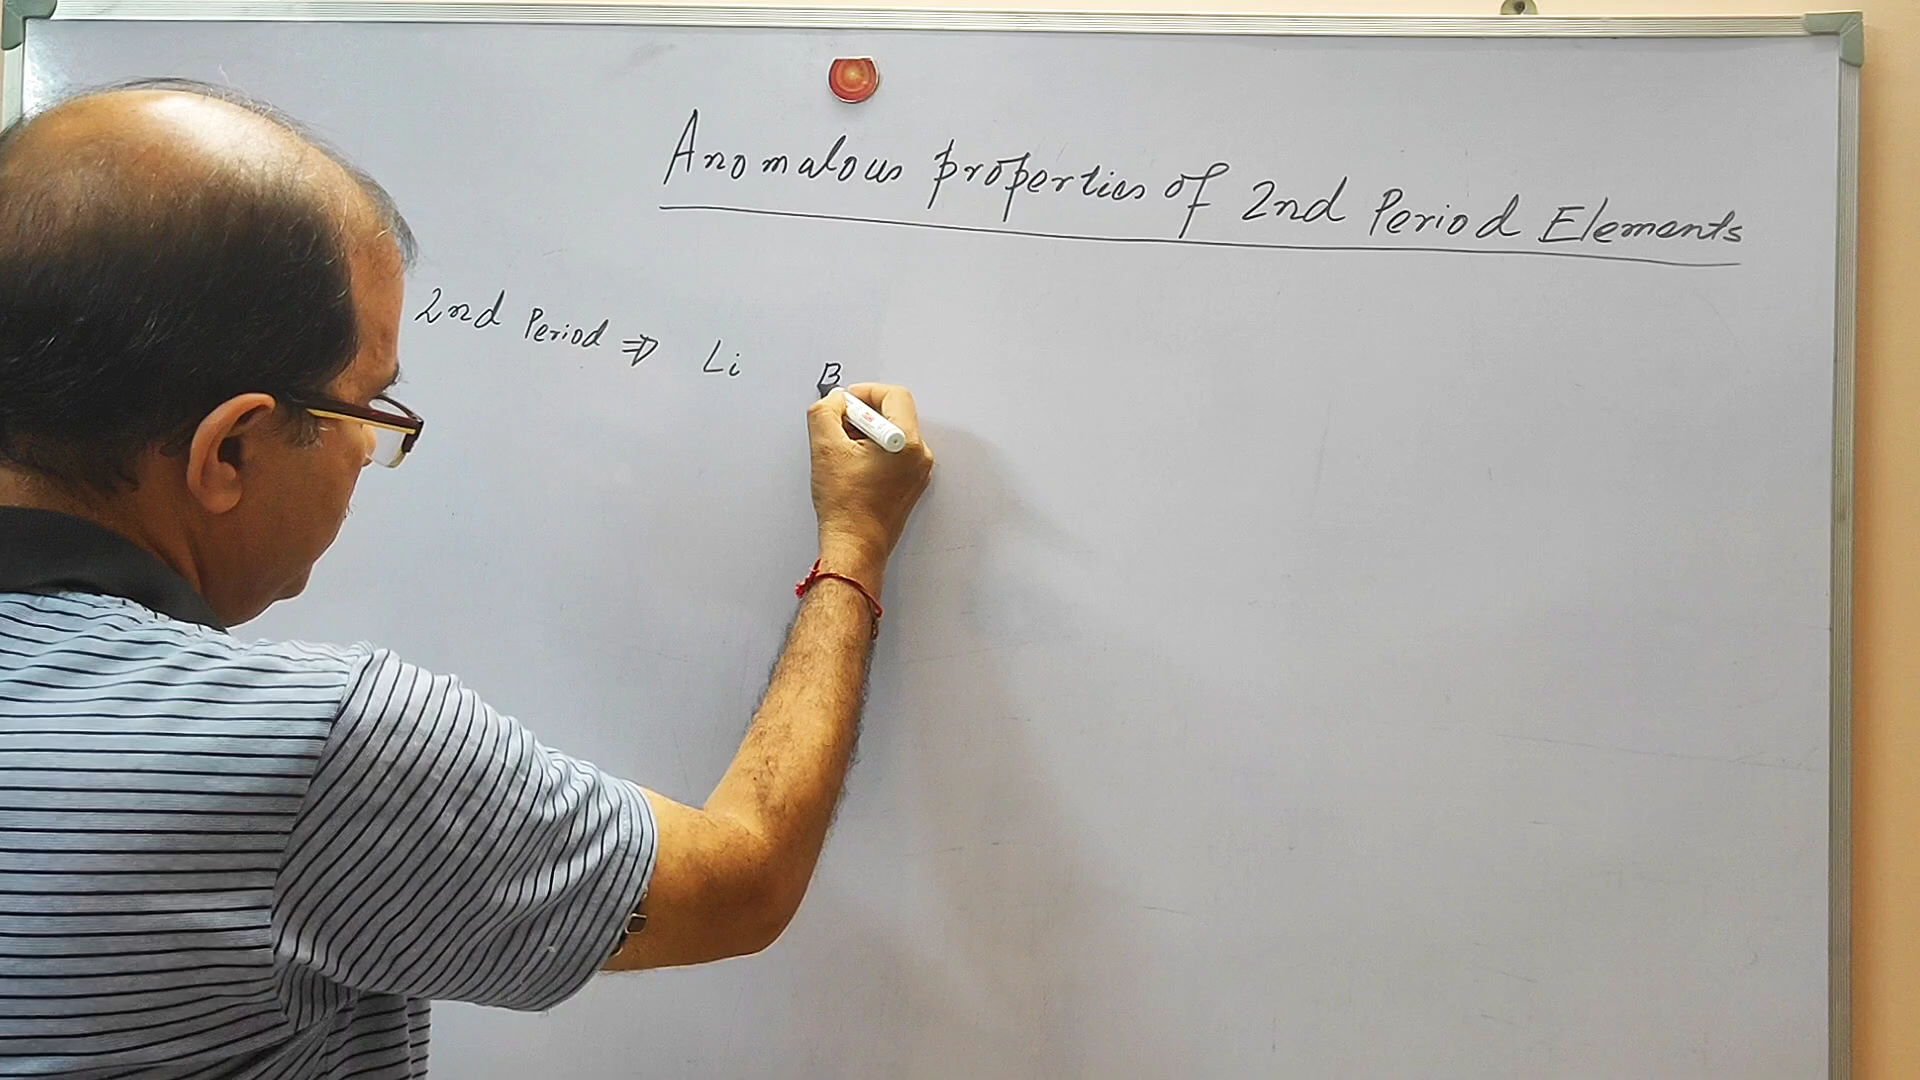 Anomalous properties of 2nd Period Elements
2nd Period ⇒ Li B